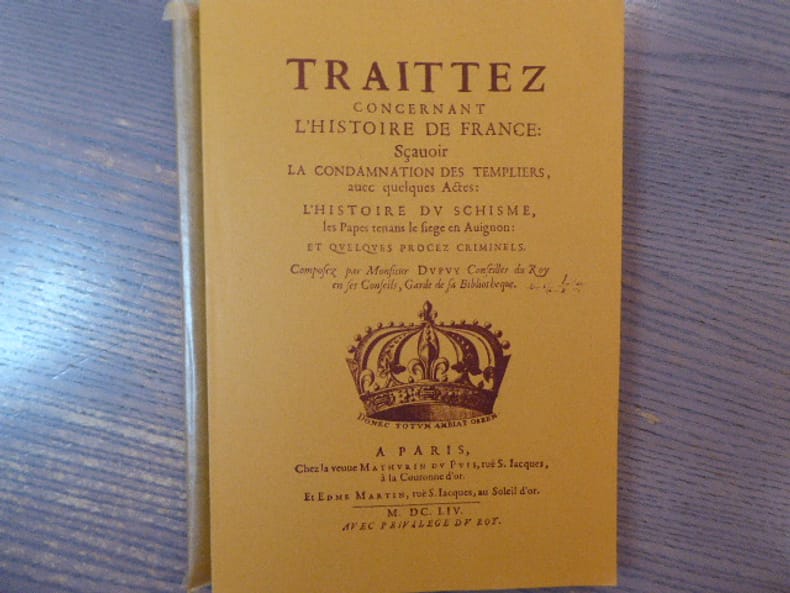 TRAITTEZ
CONCERNANT
L'HISTOIRE DE FRANCE:
Sçauoir
LA CONDAMNATION DES TEMPLIERS,
auec quelques Actes:
L'HISTOIRE DV SCHISME,
les Papes tenans le siege en Auignon:
ET QVELQVES PROCEZ CRIMINELS.
Composez par Monsieur DVPVY Conseiller du Roy
en ses Conseils, Garde de sa Bibliotheque.
DONEC TOTVM AMBIAT ORBEM
A PARIS,
Chez la veuue MATHVRIN DV PVIS, ruë S. Iacques,
à la Couronne d'or.
Et EDME MARTIN, ruë S. Iacques, au Soleil d'or.
M. DC. LIV.
AVEC PRIVILEGE DV ROY.